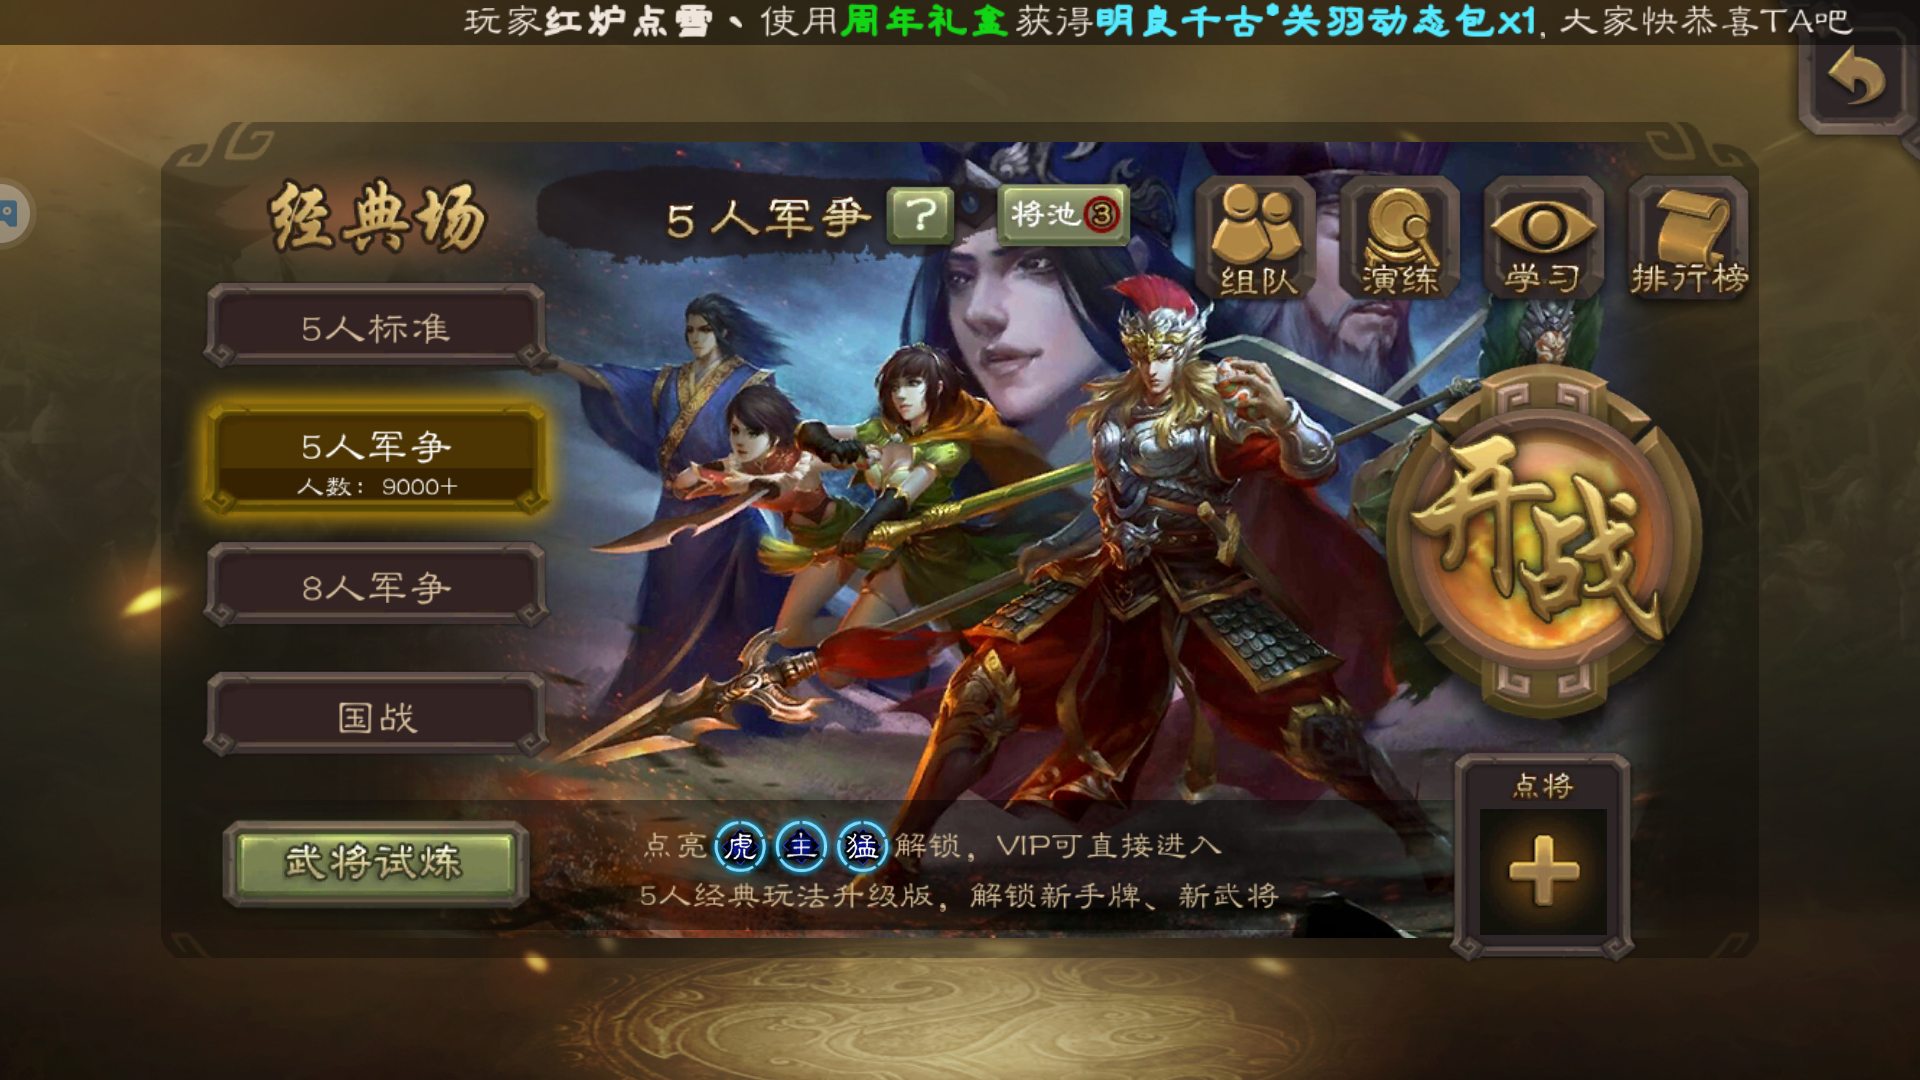 玩家红炉点雪丶使用周年礼盒获得明良千古*关羽动态包x1, 大家快恭喜TA吧
经典场
5人军争 ? 将池③
组队 演练 学习 排行榜
5人标准
5人军争
人数：9000+
8人军争
国战
武将试炼
开战
点将
点亮虎主猛解锁，VIP可直接进入
5人经典玩法升级版，解锁新手牌、新武将